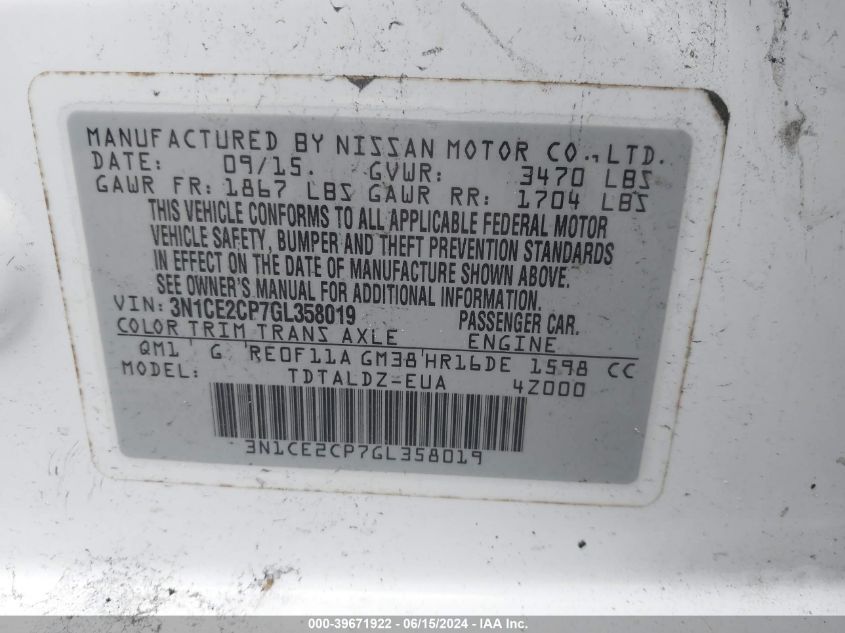 MANUFACTURED BY NISSAN MOTOR CO., LTD.
DATE: 09/15. GVWR: 3470 LBS
GAWR FR: 1867 LBS GAWR RR: 1704 LBS
THIS VEHICLE CONFORMS TO ALL APPLICABLE FEDERAL MOTOR
VEHICLE SAFETY, BUMPER AND THEFT PREVENTION STANDARDS
IN EFFECT ON THE DATE OF MANUFACTURE SHOWN ABOVE.
SEE OWNER'S MANUAL FOR ADDITIONAL INFORMATION.
VIN: 3N1CE2CP7GL358019 PASSENGER CAR.
COLOR TRIM TRANS AXLE ENGINE
QM1 G RE0F11A GM38 HR16DE 1598 CC
MODEL: TDTALDZ-EUA 4Z000
3N1CE2CP7GL358019
000-39671922 - 06/15/2024 - IAA Inc.